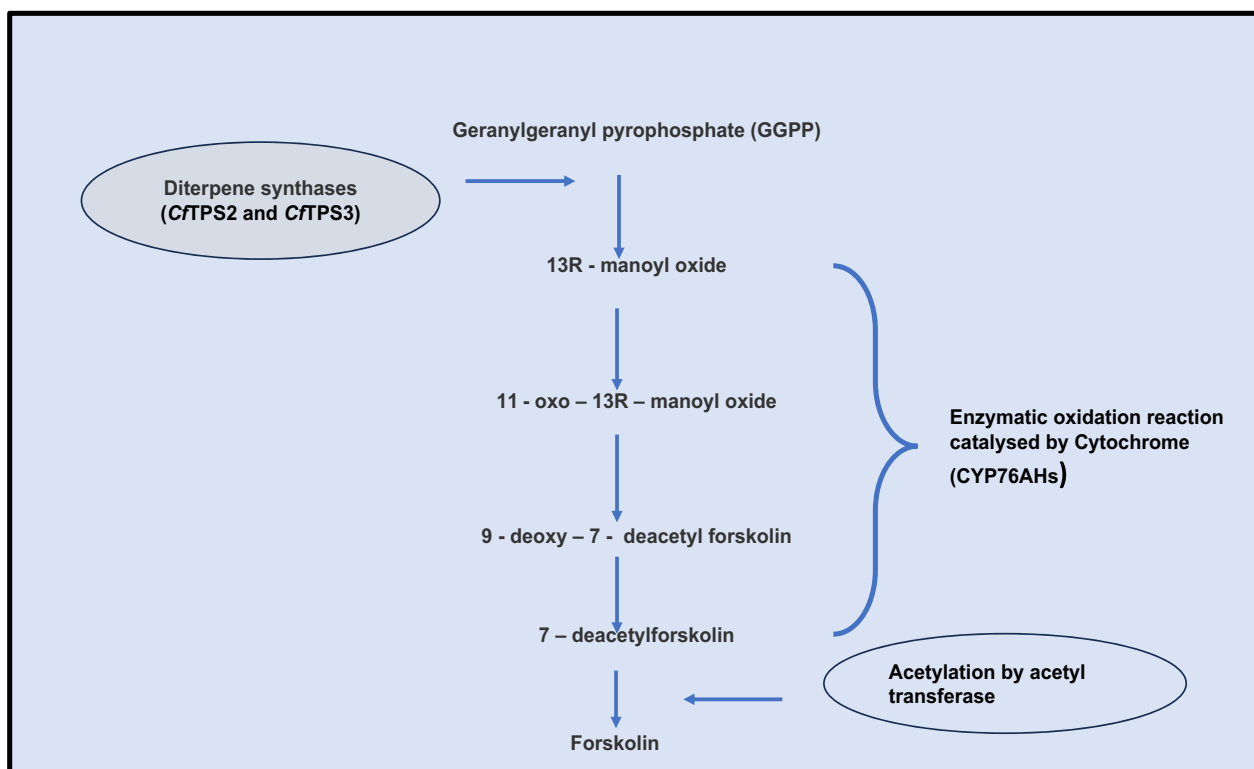 Geranylgeranyl pyrophosphate (GGPP)
Diterpene synthases
(CfTPS2 and CfTPS3)
13R - manoyl oxide
11 - oxo – 13R – manoyl oxide
Enzymatic oxidation reaction
catalysed by Cytochrome
(CYP76AHs)
9 - deoxy – 7 - deacetyl forskolin
7 – deacetylforskolin
Acetylation by acetyl
transferase
Forskolin